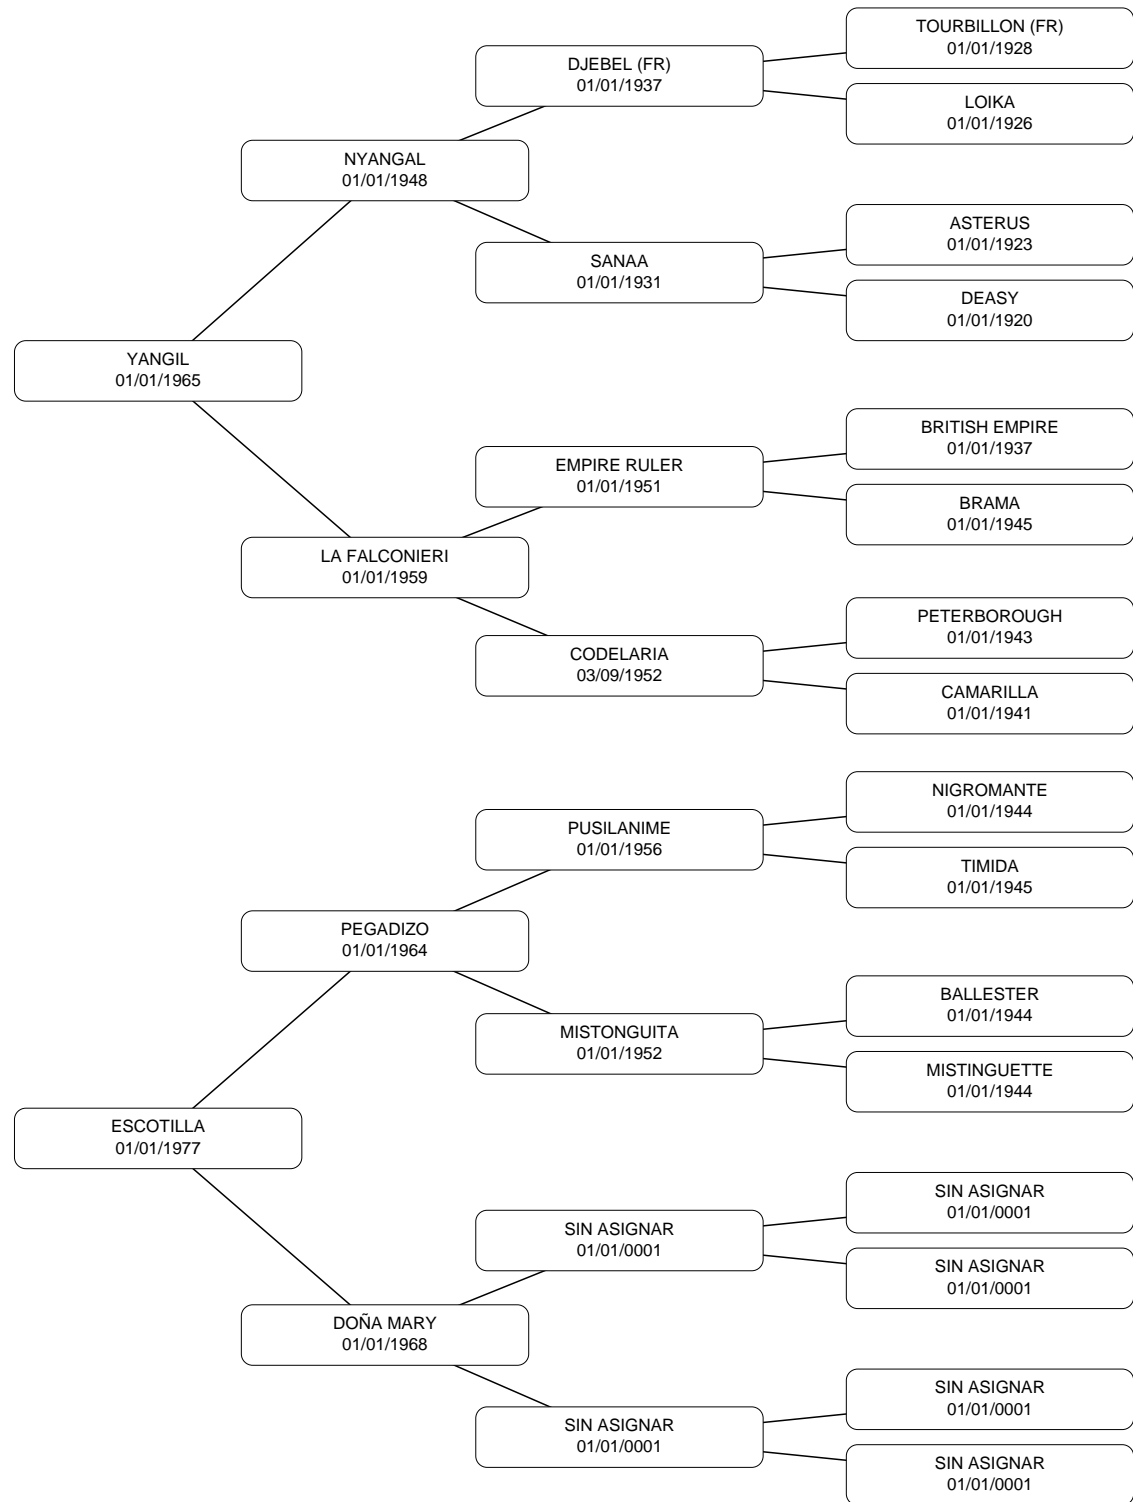 TOURBILLON (FR)
01/01/1928
DJEBEL (FR)
01/01/1937
LOIKA
01/01/1926
NYANGAL
01/01/1948
ASTERUS
01/01/1923
SANAA
01/01/1931
DEASY
01/01/1920
YANGIL
01/01/1965
BRITISH EMPIRE
01/01/1937
EMPIRE RULER
01/01/1951
BRAMA
01/01/1945
LA FALCONIERI
01/01/1959
PETERBOROUGH
01/01/1943
CODELARIA
03/09/1952
CAMARILLA
01/01/1941
NIGROMANTE
01/01/1944
PUSILANIME
01/01/1956
TIMIDA
01/01/1945
PEGADIZO
01/01/1964
BALLESTER
01/01/1944
MISTONGUITA
01/01/1952
MISTINGUETTE
01/01/1944
ESCOTILLA
01/01/1977
SIN ASIGNAR
01/01/0001
SIN ASIGNAR
01/01/0001
SIN ASIGNAR
01/01/0001
DOÑA MARY
01/01/1968
SIN ASIGNAR
01/01/0001
SIN ASIGNAR
01/01/0001
SIN ASIGNAR
01/01/0001